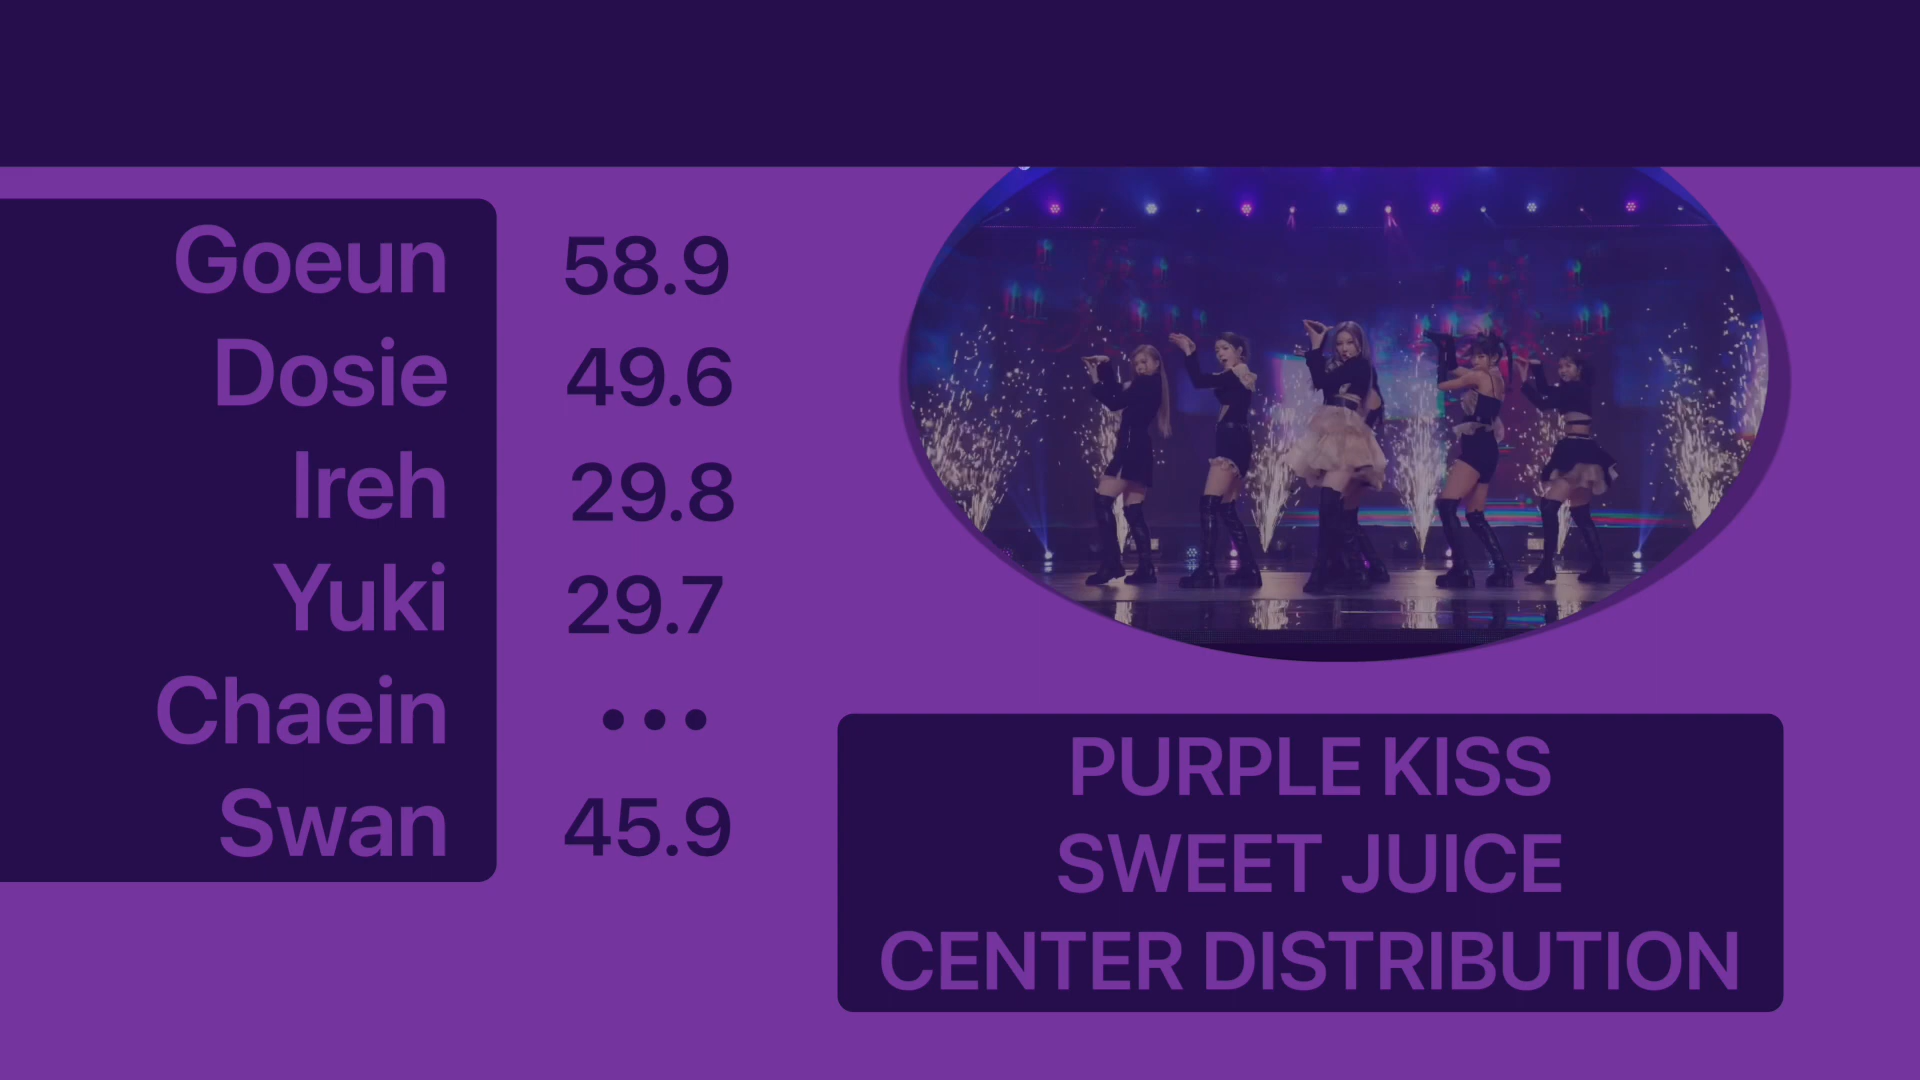 Goeun 58.9
Dosie 49.6
Ireh 29.8
Yuki 29.7
Chaein •••
Swan 45.9
PURPLE KISS
SWEET JUICE
CENTER DISTRIBUTION